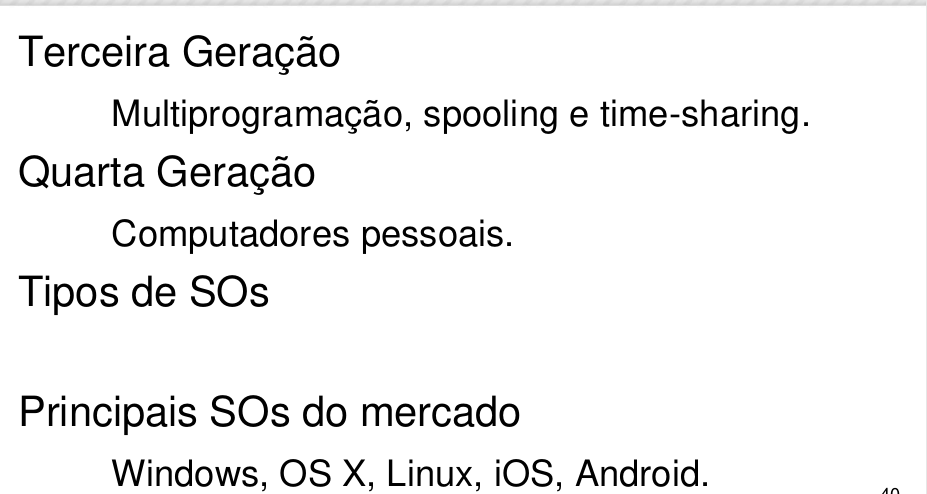 Terceira Geração
Multiprogramação, spooling e time-sharing.
Quarta Geração
Computadores pessoais.
Tipos de SOs
Principais SOs do mercado
Windows, OS X, Linux, iOS, Android.